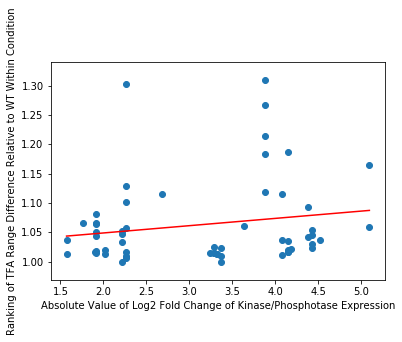 Ranking of TFA Range Difference Relative to WT Within Condition
1.30
1.25
1.20
1.15
1.10
1.05
1.00
1.5 2.0 2.5 3.0 3.5 4.0 4.5 5.0
Absolute Value of Log2 Fold Change of Kinase/Phosphotase Expression